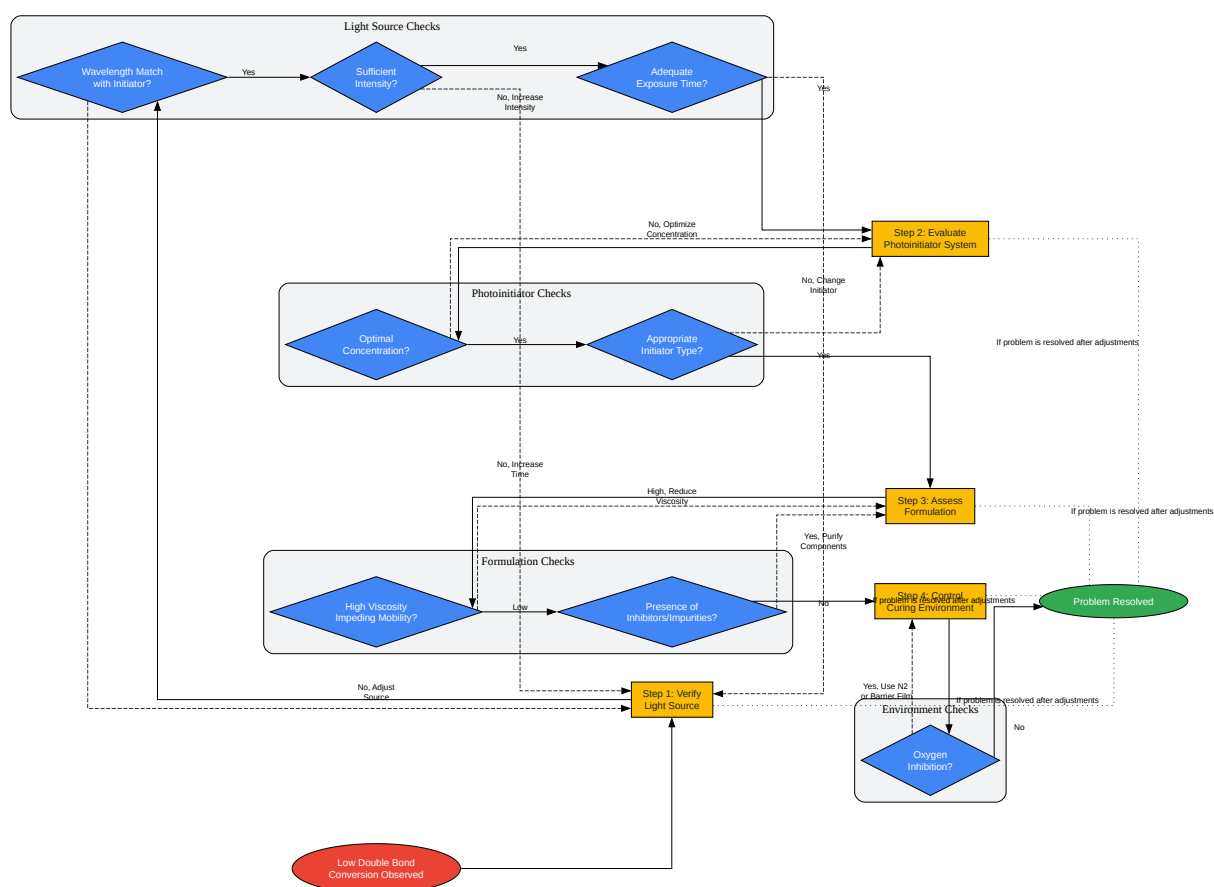 Light Source Checks
Wavelength Match
with Initiator?
Yes
Sufficient
Intensity?
Yes
Adequate
Exposure Time?
No, Increase
Intensity
Yes
No, Optimize
Concentration
Step 2: Evaluate
Photoinitiator System
No, Change
Initiator
Photoinitiator Checks
Optimal
Concentration?
Yes
Appropriate
Initiator Type?
Yes
If problem is resolved after adjustments
No, Increase
Time
High, Reduce
Viscosity
Step 3: Assess
Formulation
If problem is resolved after adjustments
Yes, Purify
Components
Formulation Checks
High Viscosity
Impeding Mobility?
Low
Presence of
Inhibitors/Impurities?
No
Step 4: Control
Curing Environment
If problem is resolved after adjustments
Problem Resolved
No, Adjust
Source
Step 1: Verify
Light Source
Yes, Use N2
or Barrier Film
If problem is resolved after adjustments
Environment Checks
No
Oxygen
Inhibition?
Low Double Bond
Conversion Observed